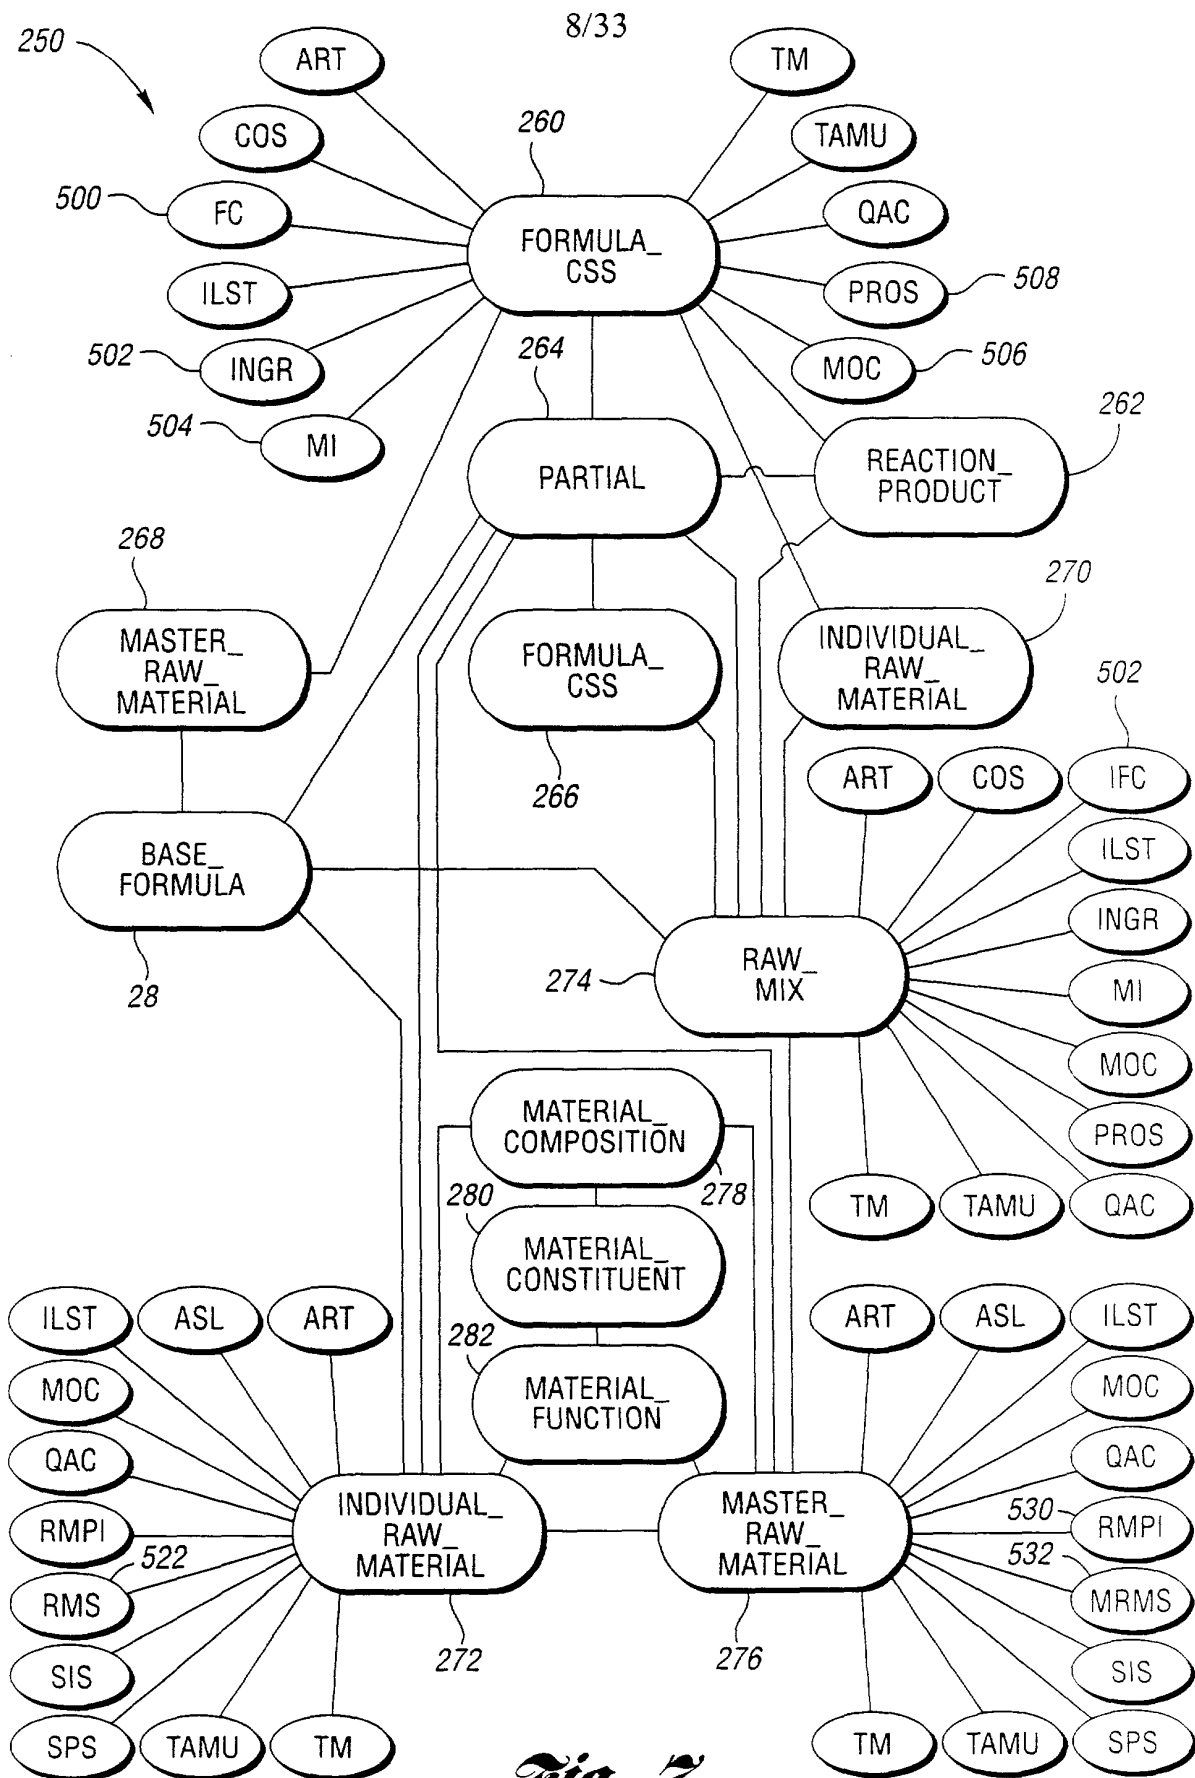 8/33
250
ART
TM
COS
260
TAMU
500
FC
FORMULA_
CSS
QAC
ILST
PROS
508
502
INGR
264
MOC
506
504
MI
262
PARTIAL
REACTION_
PRODUCT
268
270
MASTER_
RAW_
MATERIAL
FORMULA_
CSS
INDIVIDUAL_
RAW_
MATERIAL
502
266
ART
COS
IFC
BASE_
FORMULA
ILST
INGR
28
274
RAW_
MIX
MI
MOC
MATERIAL_
COMPOSITION
PROS
280
278
TM
TAMU
QAC
MATERIAL_
CONSTITUENT
ILST
ASL
ART
282
ART
ASL
ILST
MOC
MATERIAL_
FUNCTION
MOC
QAC
QAC
RMPI
INDIVIDUAL_
RAW_
MATERIAL
MASTER_
RAW_
MATERIAL
530
RMPI
522
532
RMS
MRMS
272
276
SIS
SIS
SPS
TAMU
TM
TM
TAMU
SPS
Fig. 7